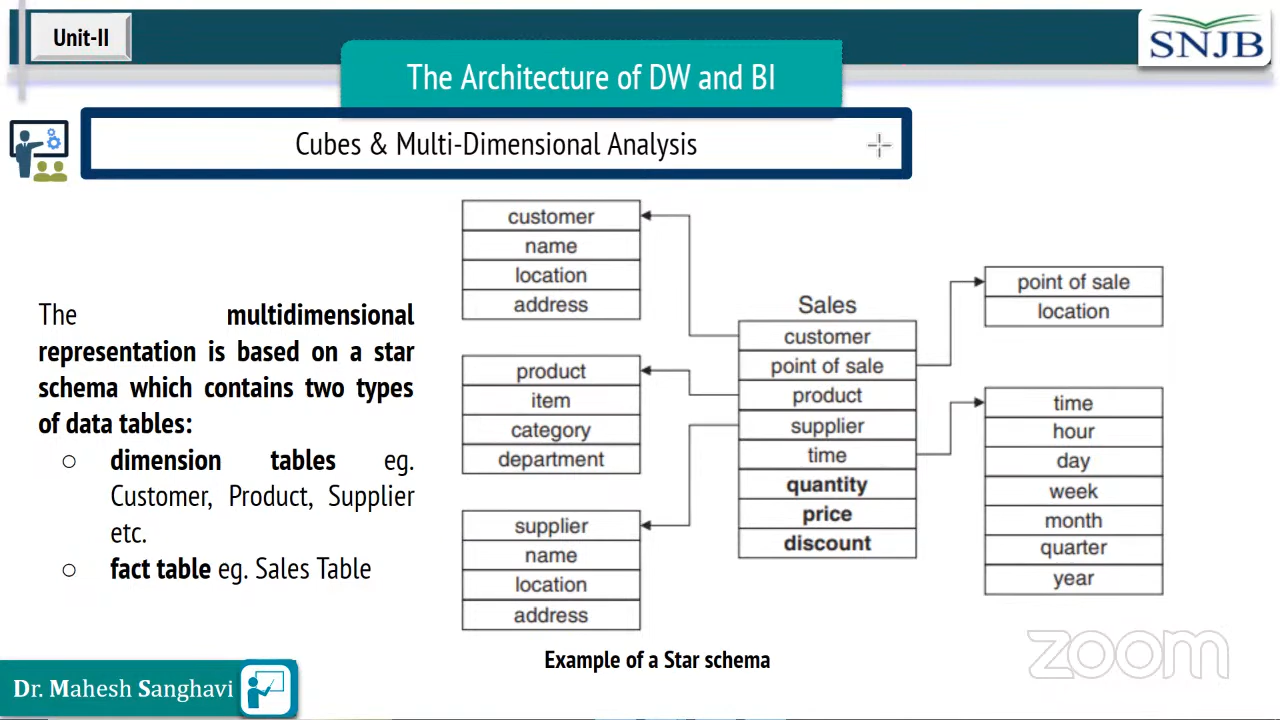 Unit-II
SNJB
The Architecture of DW and BI
Cubes & Multi-Dimensional Analysis
The multidimensional
representation is based on a star
schema which contains two types
of data tables:
○ dimension tables eg.
Customer, Product, Supplier
etc.
○ fact table eg. Sales Table
customer
name
location
address
product
item
category
department
supplier
name
location
address
Sales
customer
point of sale
product
supplier
time
quantity
price
discount
point of sale
location
time
hour
day
week
month
quarter
year
Example of a Star schema
zoom
Dr. Mahesh Sanghavi